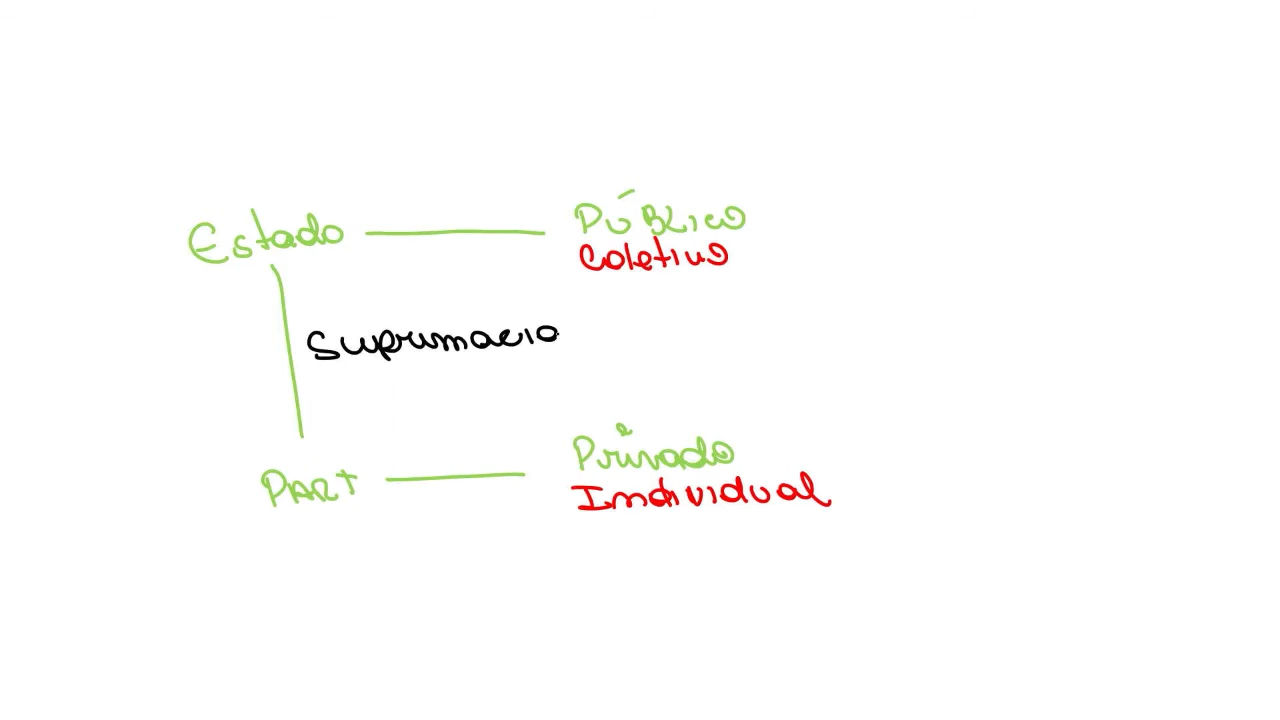 Estado
PÚBLICO
Coletivo
Supremacia
PART
Privado
Individual